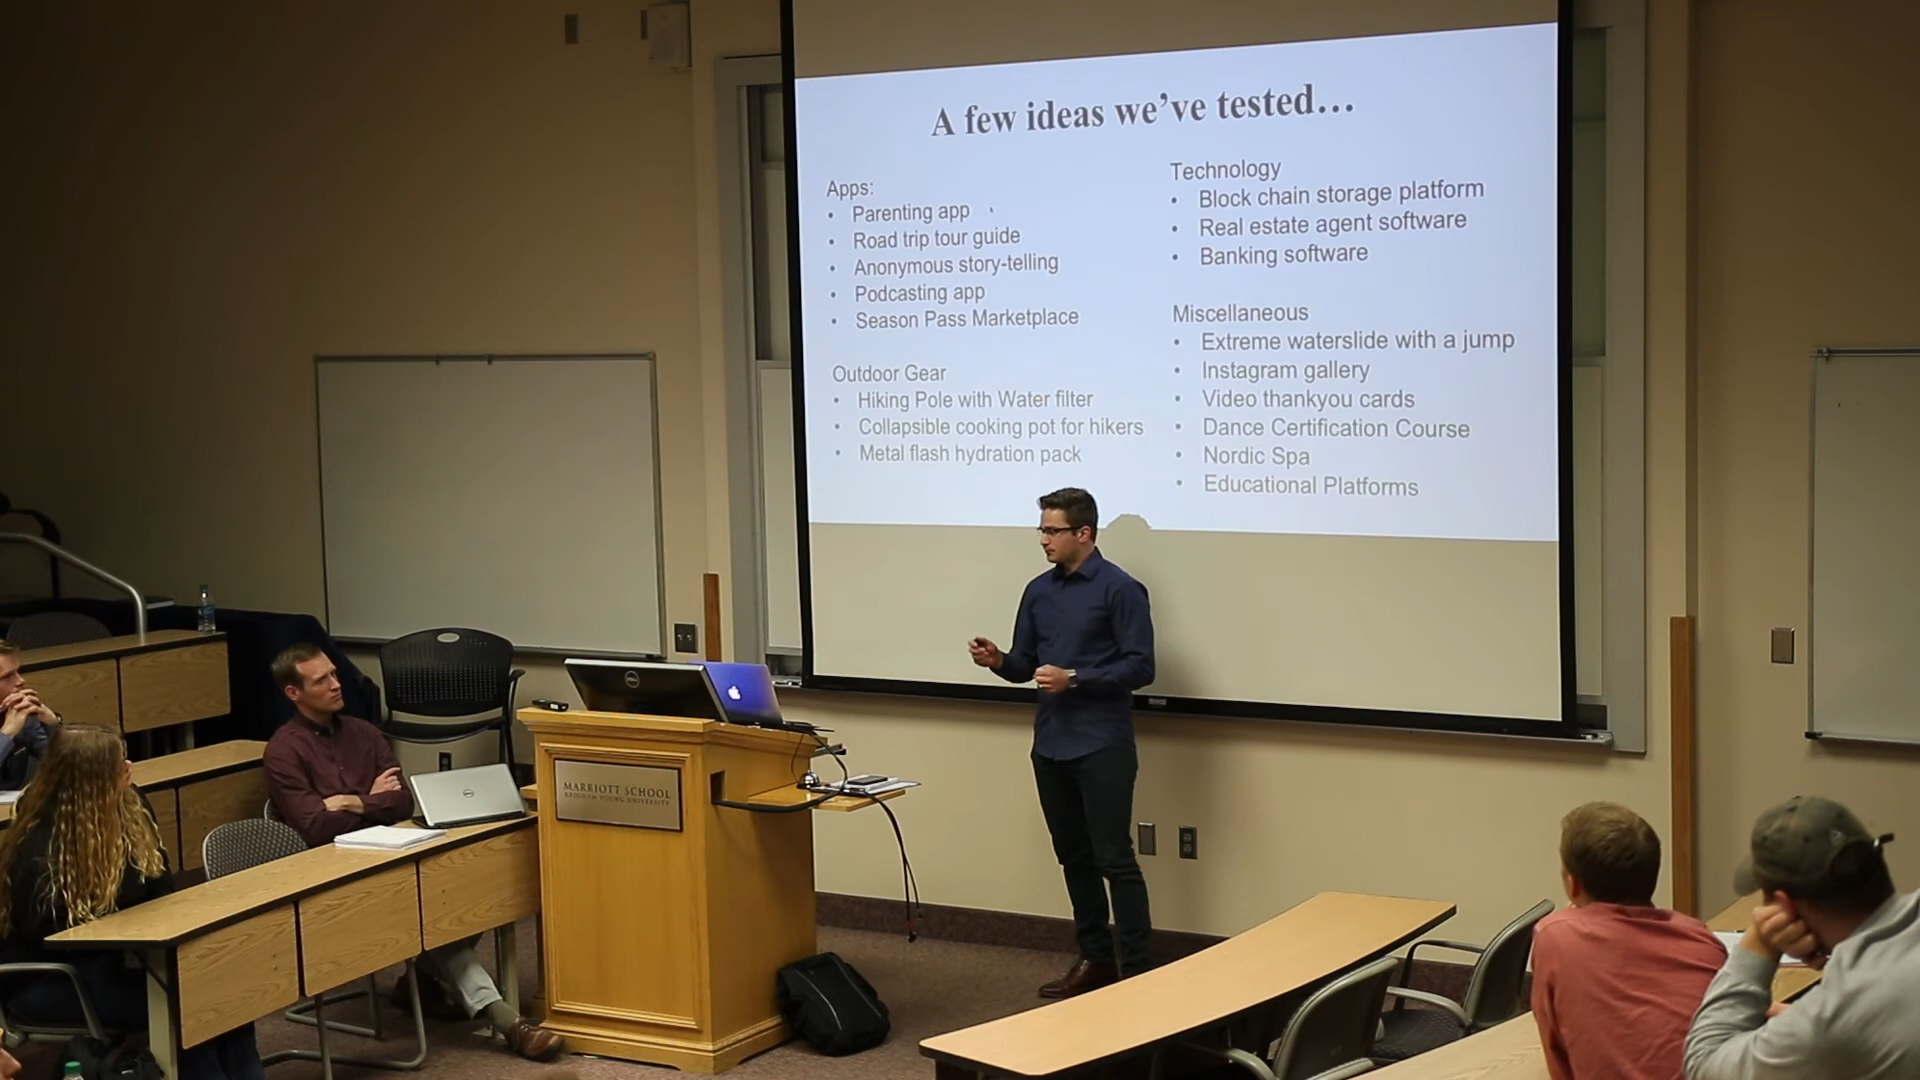 A few ideas we've tested...
Apps:
• Parenting app
• Road trip tour guide
• Anonymous story-telling
• Podcasting app
• Season Pass Marketplace
Outdoor Gear
• Hiking Pole with Water filter
• Collapsible cooking pot for hikers
• Metal flash hydration pack
Technology
• Block chain storage platform
• Real estate agent software
• Banking software
Miscellaneous
• Extreme waterslide with a jump
• Instagram gallery
• Video thankyou cards
• Dance Certification Course
• Nordic Spa
• Educational Platforms
DELL
DELL
MARRIOTT SCHOOL
BRIGHAM YOUNG UNIVERSITY